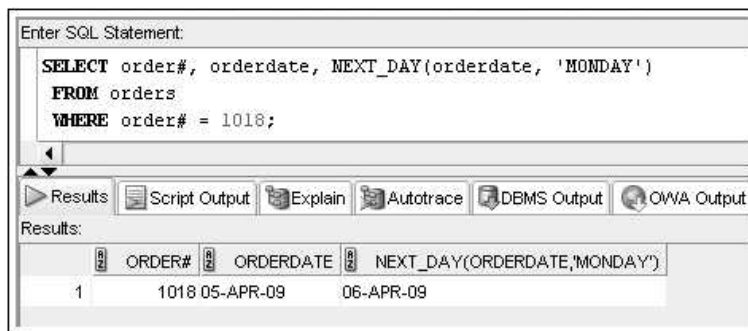 Enter SQL Statement:
SELECT order#, orderdate, NEXT_DAY(orderdate, 'MONDAY')
FROM orders
WHERE order# = 1018;
Results Script Output Explain Autotrace DBMS Output OWA Output
Results:
ORDER# ORDERDATE NEXT_DAY(ORDERDATE,'MONDAY')
1 1018 05-APR-09 06-APR-09